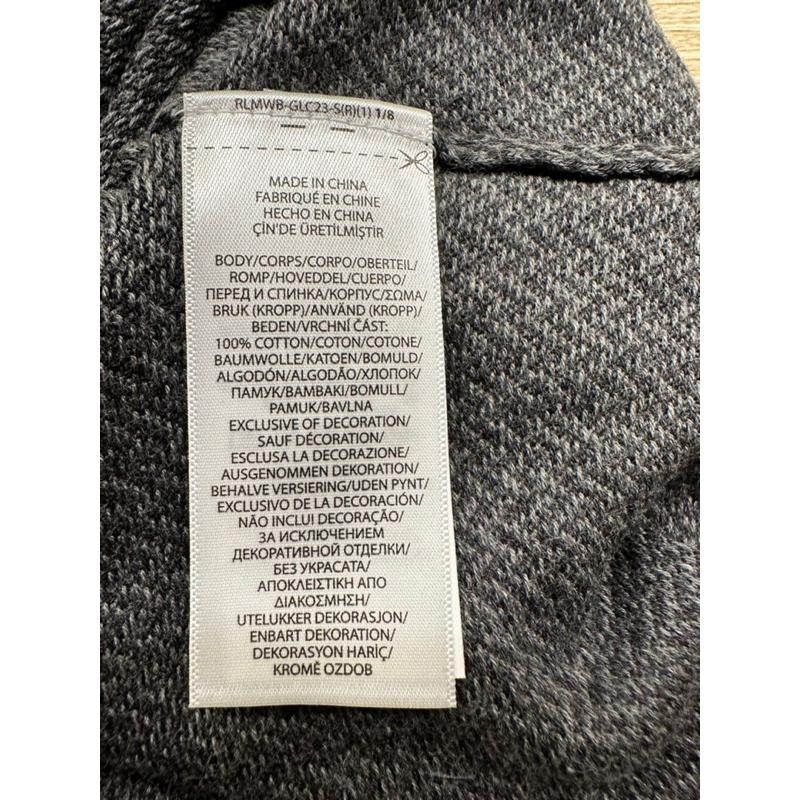 RLMWB-GLC23-S(R)(1) 1/8
MADE IN CHINA
FABRIQUÉ EN CHINE
HECHO EN CHINA
ÇİN'DE ÜRETİLMİŞTİR
BODY/CORPS/CORPO/OBERTEIL/
ROMP/HOVEDDEL/CUERPO/
ПЕРЕД И СПИНКА/КОРПУС/ΣΩΜΑ/
BRUK (KROPP)/ANVÄND (KROPP)/
BEDEN/VRCHNÍ ČÁST:
100% COTTON/COTON/COTONE/
BAUMWOLLE/KATOEN/BOMULD/
ALGODÓN/ALGODÃO/ХЛОПОК/
ПАМУК/ΒΑΜΒΑΚΙ/BOMULL/
PAMUK/BAVLNA
EXCLUSIVE OF DECORATION/
SAUF DÉCORATION/
ESCLUSA LA DECORAZIONE/
AUSGENOMMEN DEKORATION/
BEHALVE VERSIERING/UDEN PYNT/
EXCLUSIVO DE LA DECORACIÓN/
NÃO INCLUI DECORAÇÃO/
ЗА ИСКЛЮЧЕНИЕМ
ДЕКОРАТИВНОЙ ОТДЕЛКИ/
БЕЗ УКРАСАТА/
ΑΠΟΚΛΕΙΣΤΙΚΗ ΑΠΟ
ΔΙΑΚΟΣΜΗΣΗ/
UTELUKKER DEKORASJON/
ENBART DEKORATION/
DEKORASYON HARİÇ/
KROMĚ OZDOB